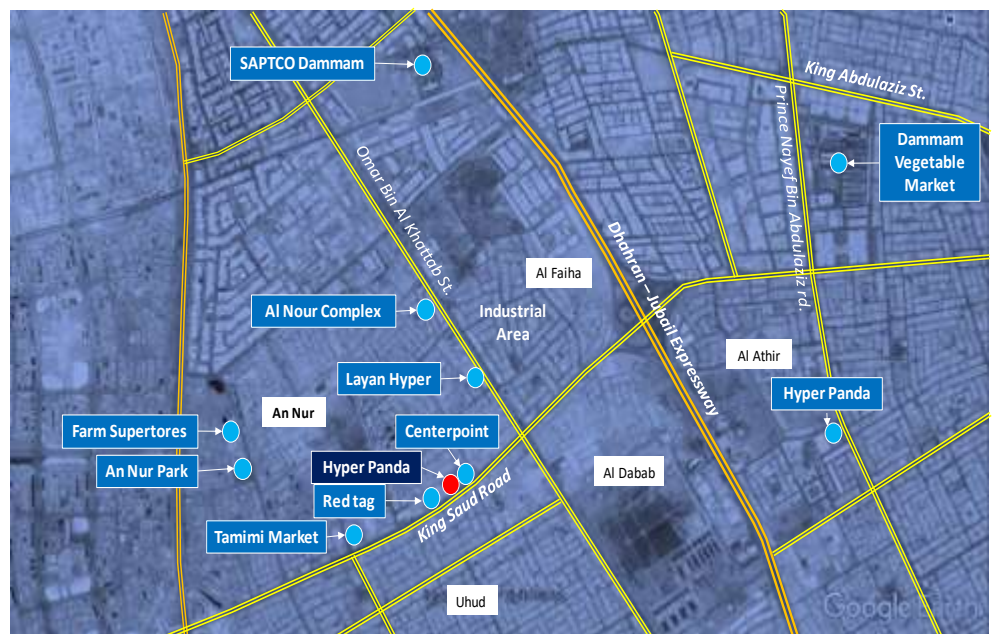 SAPTCO Dammam
King Abdulaziz St.
Prince Nayef Bin Abdulaziz rd.
Dammam
Vegetable
Market
Omar Bin Al Khattab St.
Dhahran – Jubail Expressway
Al Faiha
Al Nour Complex
Industrial
Area
Al Athir
Layan Hyper
Hyper Panda
An Nur
Farm Supertores
Centerpoint
An Nur Park
Hyper Panda
Al Dabab
Red tag
King Saud Road
Tamimi Market
Uhud
Google Earth